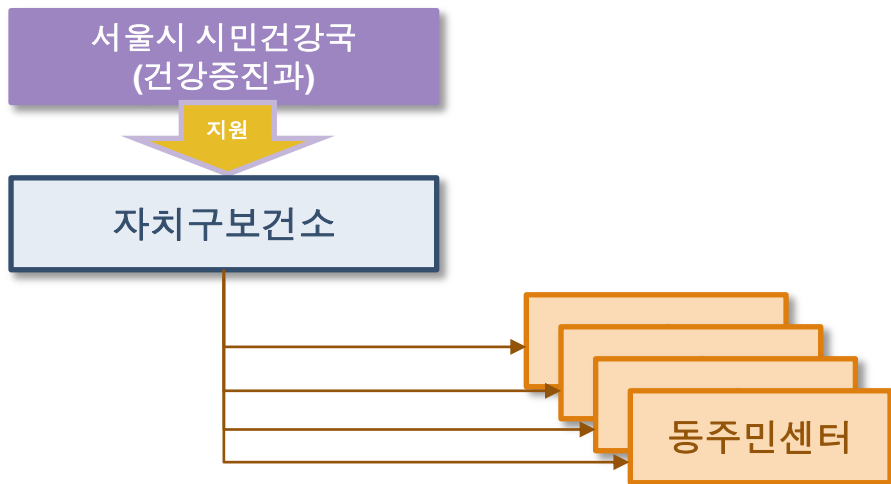 서울시 시민건강국
(건강증진과)
지원
자치구보건소
동주민센터